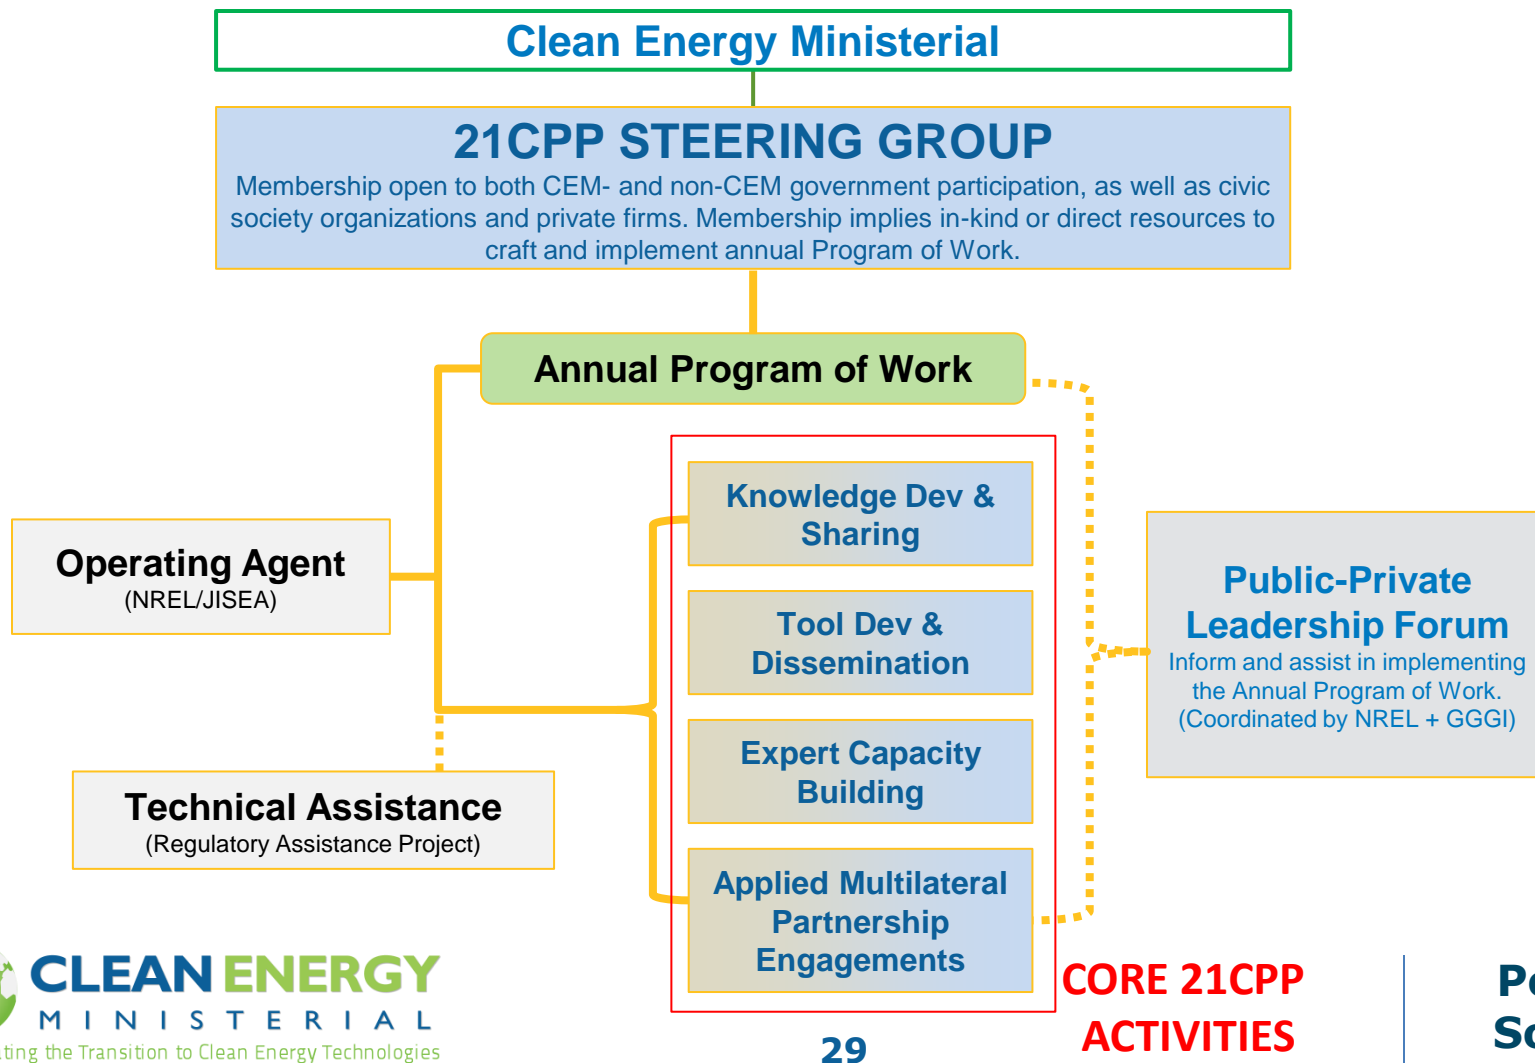 Clean Energy Ministerial
21CPP STEERING GROUP
Membership open to both CEM- and non-CEM government participation, as well as civic
society organizations and private firms. Membership implies in-kind or direct resources to
craft and implement annual Program of Work.
Annual Program of Work
Knowledge Dev &
Sharing
Operating Agent
(NREL/JISEA)
Tool Dev &
Dissemination
Public-Private
Leadership Forum
Inform and assist in implementing
the Annual Program of Work.
(Coordinated by NREL + GGGI)
Expert Capacity
Building
Technical Assistance
(Regulatory Assistance Project)
Applied Multilateral
Partnership
Engagements
CLEAN ENERGY
MINISTERIAL
the Transition to Clean Energy Technologies
29
CORE 21CPP
ACTIVITIES